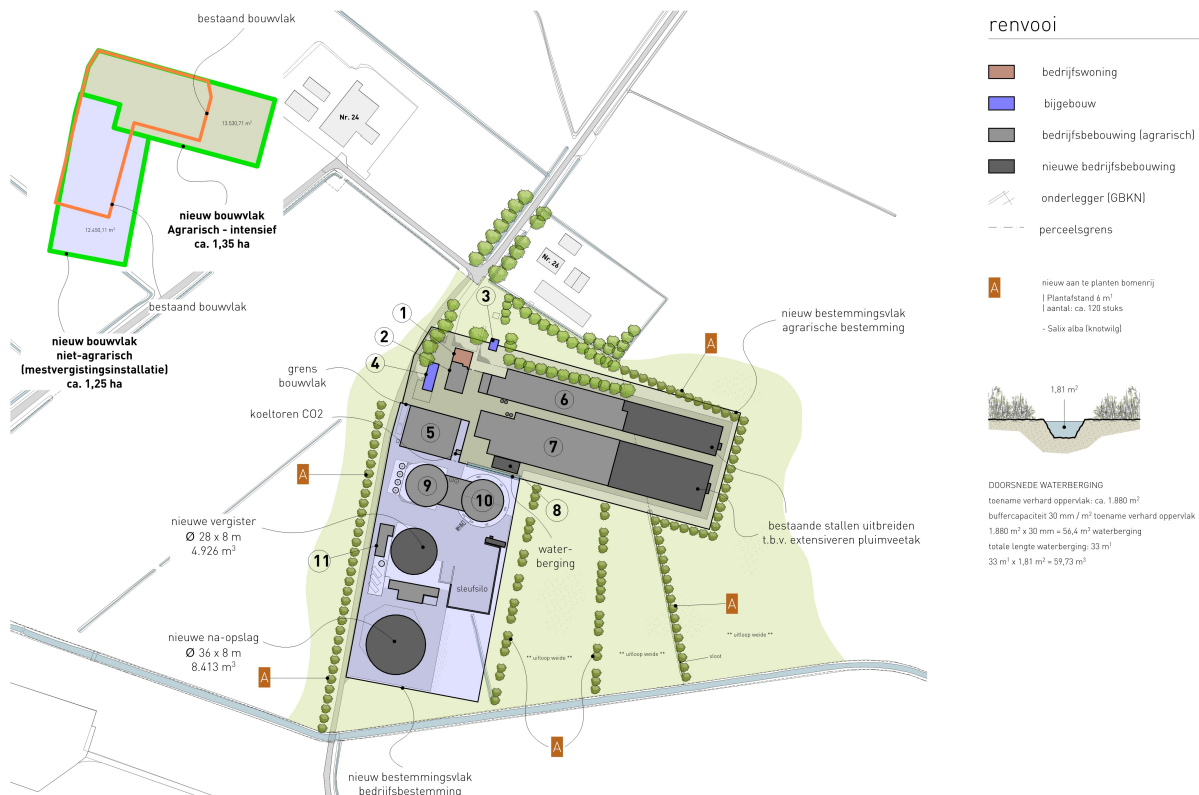 bestaand bouwvlak
13.530,71 m²
nieuw bouwvlak
Agrarisch - intensief
ca. 1,35 ha
12.450,11 m²
bestaand bouwvlak
nieuw bouwvlak
niet-agrarisch
(mestvergistingsinstallatie)
ca. 1,25 ha
Nr. 24
Nr. 26
1
2
3
4
5
6
7
8
9
10
11
grens
bouwvlak
koeltoren CO2
nieuw bestemmingsvlak
agrarische bestemming
A
A
A
A
A
nieuwe vergister
Ø 28 x 8 m
4.926 m³
nieuwe na-opslag
Ø 36 x 8 m
8.413 m³
water-
berging
sleufsilo
bestaande stallen uitbreiden
t.b.v. extensiveren pluimveetak
** uitloop weide **
** uitloop weide **
** uitloop weide **
sloot
nieuw bestemmingsvlak
bedrijfsbestemming
renvooi
bedrijfswoning
bijgebouw
bedrijfsbebouwing (agrarisch)
nieuwe bedrijfsbebouwing
onderlegger (GBKN)
perceelsgrens
A
nieuw aan te planten bomenrij
| Plantafstand 6 m¹
| aantal: ca. 120 stuks
- Salix alba (knotwilg)
1,81 m²
DOORSNEDE WATERBERGING
toename verhard oppervlak: ca. 1.880 m²
buffercapaciteit 30 mm / m² toename verhard oppervlak
1.880 m² x 30 mm = 56,4 m³ waterberging
totale lengte waterberging: 33 m¹
33 m¹ x 1,81 m² = 59,73 m³